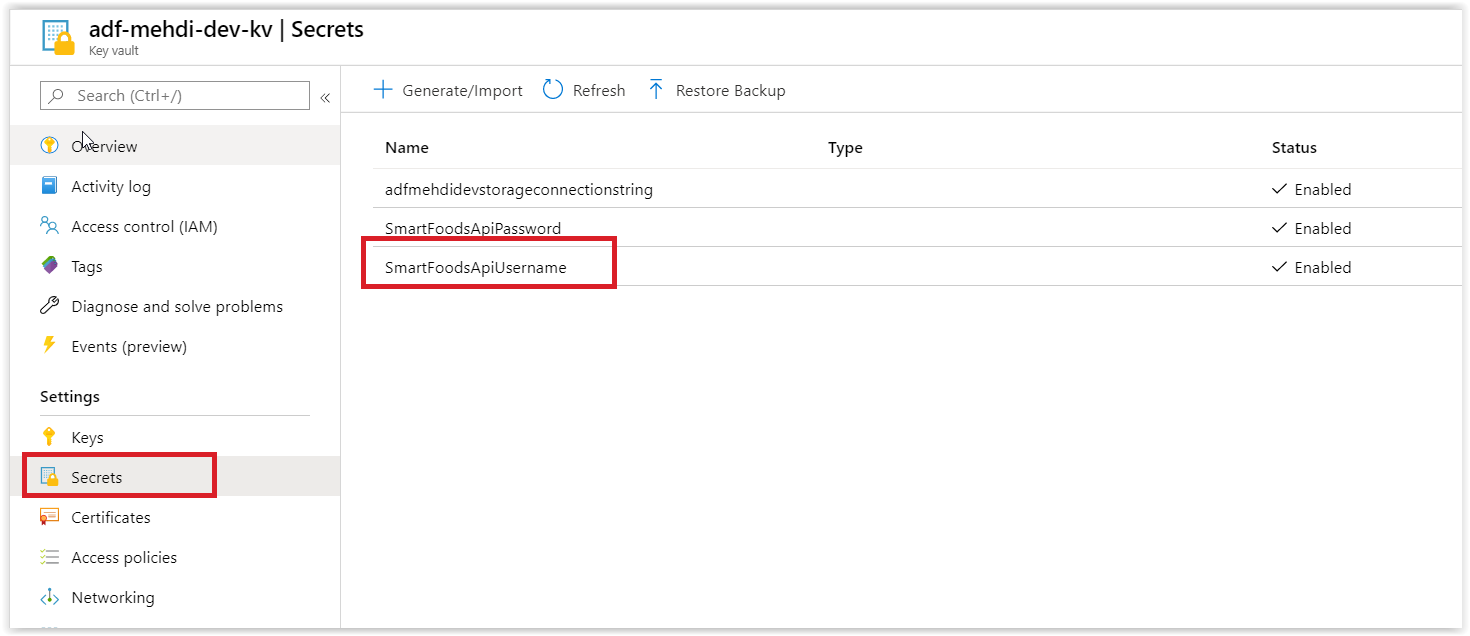 adf-mehdi-dev-kv | Secrets
Key vault
Search (Ctrl+/)
«
Overview
Activity log
Access control (IAM)
Tags
Diagnose and solve problems
Events (preview)
Settings
Keys
Secrets
Certificates
Access policies
Networking
Generate/Import Refresh Restore Backup
Name Type Status
adfmehdidevstorageconnectionstring Enabled
SmartFoodsApiPassword Enabled
SmartFoodsApiUsername Enabled